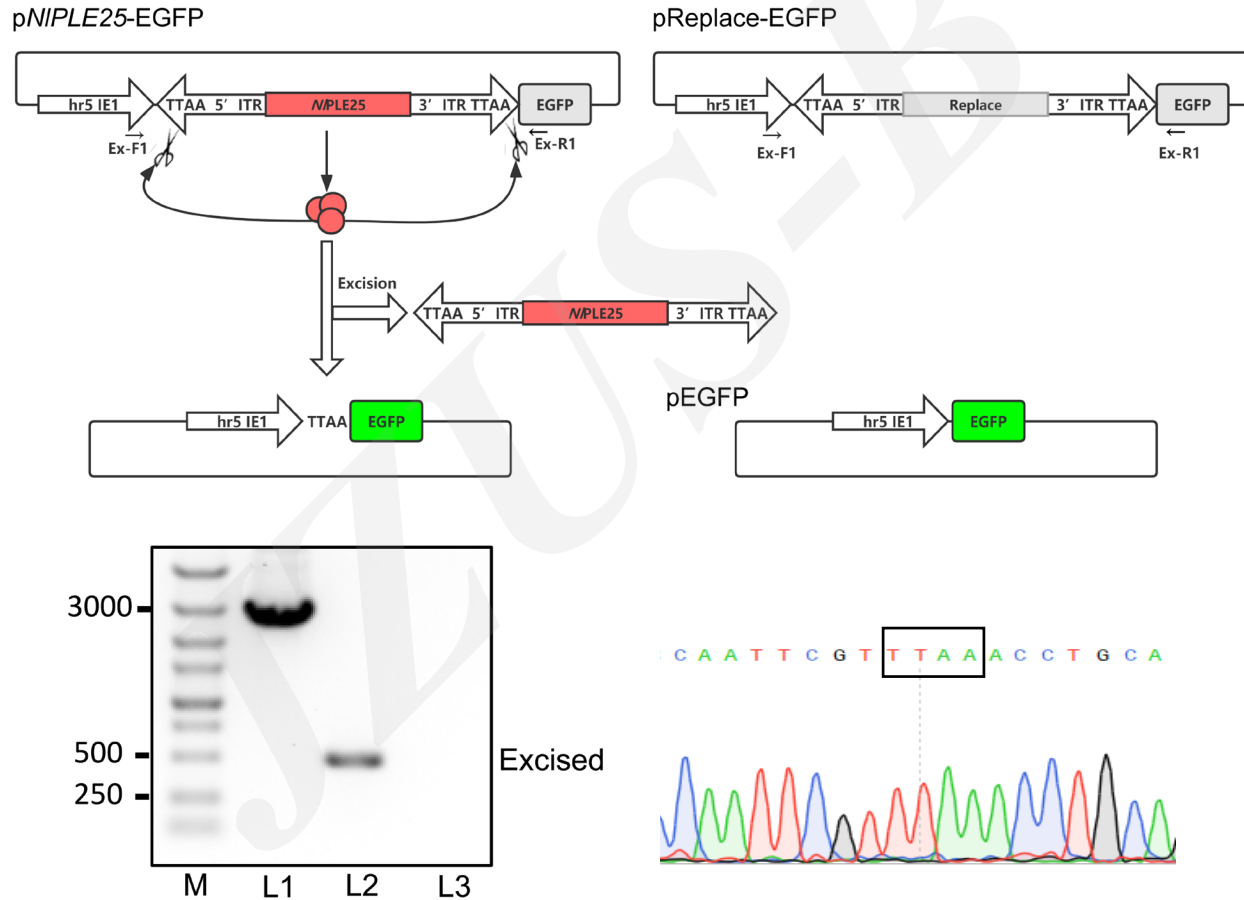 pNlPLE25-EGFP
pReplace-EGFP
hr5 IE1
TTAA 5′ ITR
NlPLE25
3′ ITR TTAA
EGFP
Ex-F1
Ex-R1
hr5 IE1
TTAA 5′ ITR
Replace
3′ ITR TTAA
EGFP
Ex-F1
Ex-R1
Excision
TTAA 5′ ITR
NlPLE25
3′ ITR TTAA
hr5 IE1
TTAA
EGFP
pEGFP
hr5 IE1
EGFP
3000
500
250
Excised
M L1 L2 L3
C A A T T C G T T T A A A C C T G C A
JZUS-B